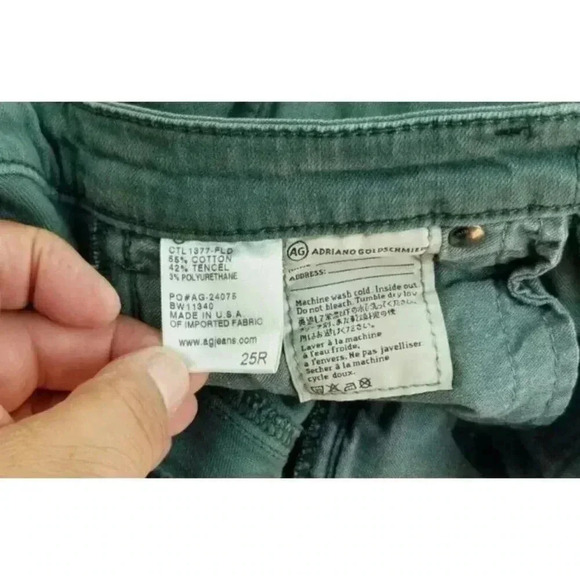 CTL1377-PLD
55% COTTON
42% TENCEL
3% POLYURETHANE
PO#AG-24075
BW11340
MADE IN U.S.A.
OF IMPORTED FABRIC
www.agjeans.com
25R
AG ADRIANO GOLDSCHMIED
ADDRESS:
Machine wash cold. Inside out
Do not bleach. Tumble dry low
Laver à la machine
à l'eau froide,
à l'envers. Ne pas javelliser
Secher à la machine
cycle doux.